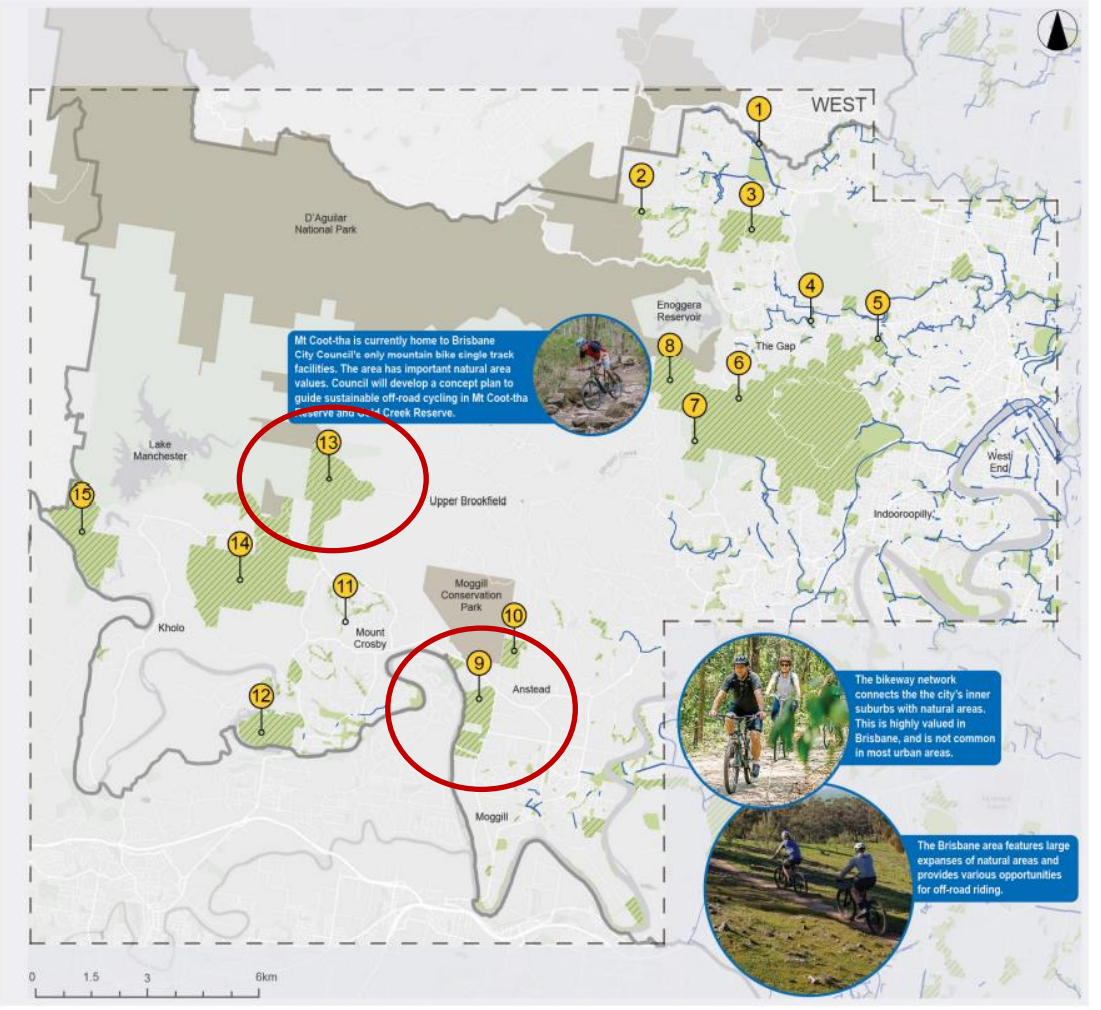 WEST
1
2
3
D'Aguilar
National Park
4
5
Enoggera
Reservoir
The Gap
8
6
Mt Coot-tha is currently home to Brisbane
City Council's only mountain bike single track
facilities. The area has important natural area
values. Council will develop a concept plan to
guide sustainable off-road cycling in Mt Coot-tha
Reserve and Gold Creek Reserve.
7
13
Lake
Manchester
West
End
15
Upper Brookfield
Indooroopilly
14
11
Moggill
Conservation
Park
10
Kholo
Mount
Crosby
9
Anstead
12
The bikeway network
connects the the city's inner
suburbs with natural areas.
This is highly valued in
Brisbane, and is not common
in most urban areas.
Moggill
The Brisbane area features large
expanses of natural areas and
provides various opportunities
for off-road riding.
0 1.5 3 6km